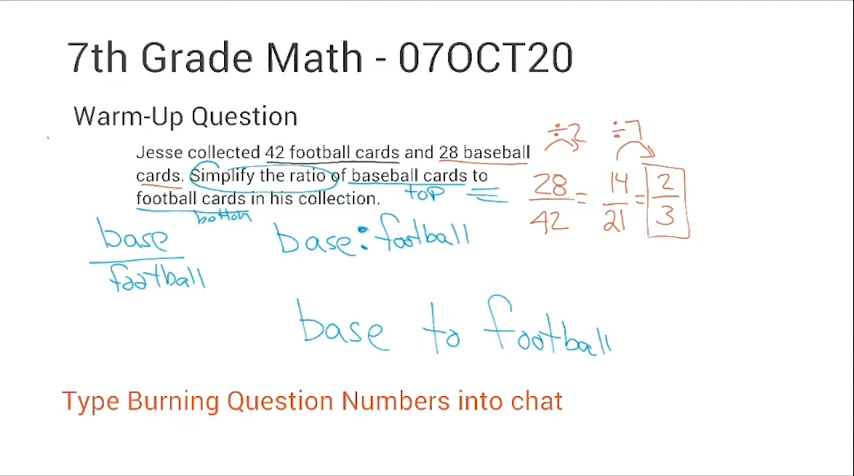 7th Grade Math - 07OCT20
Warm-Up Question
Jesse collected 42 football cards and 28 baseball
cards. Simplify the ratio of baseball cards to
football cards in his collection.
top
bottom
÷2 ÷7
28/42 = 14/21 = 2/3
base
football
base: football
base to football
Type Burning Question Numbers into chat